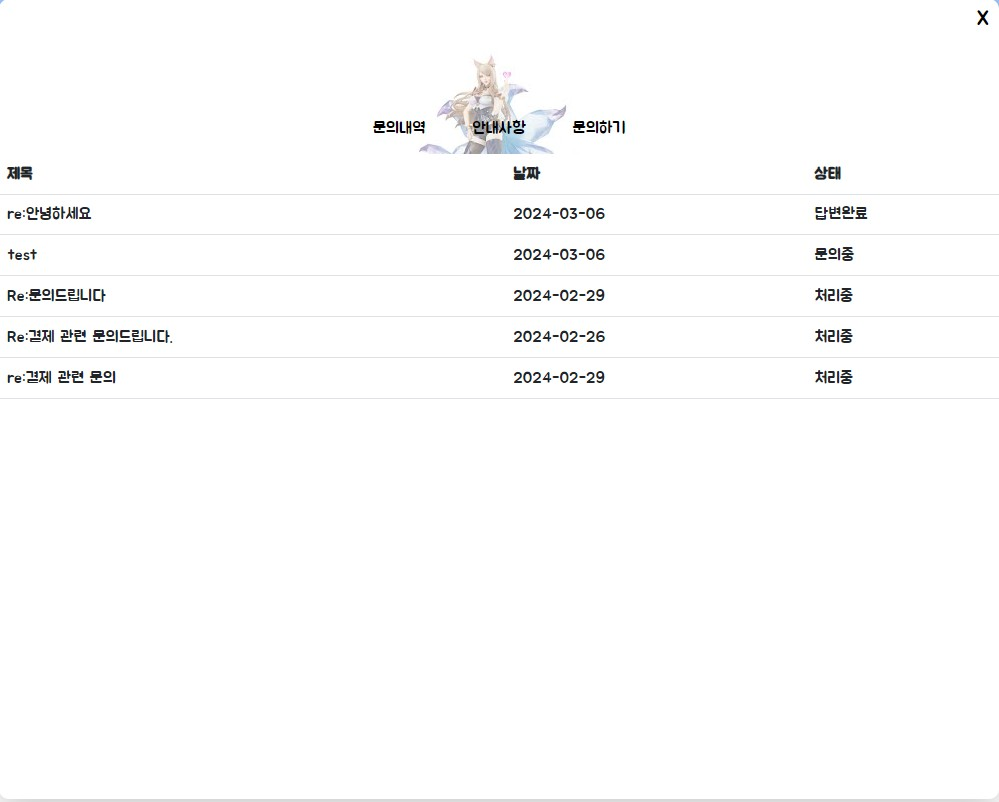 X
문의내역 안내사항 문의하기
제목 날짜 상태
re:안녕하세요 2024-03-06 답변완료
test 2024-03-06 문의중
Re:문의드립니다 2024-02-29 처리중
Re:결제 관련 문의드립니다. 2024-02-26 처리중
re:결제 관련 문의 2024-02-29 처리중